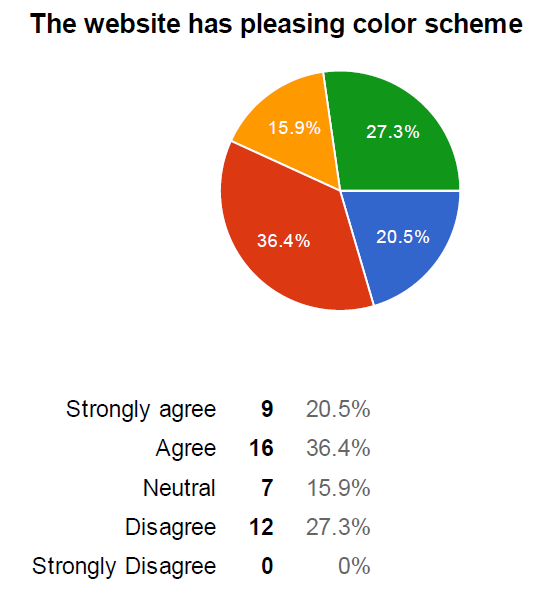 The website has pleasing color scheme
15.9%
27.3%
36.4%
20.5%
Strongly agree 9 20.5%
Agree 16 36.4%
Neutral 7 15.9%
Disagree 12 27.3%
Strongly Disagree 0 0%